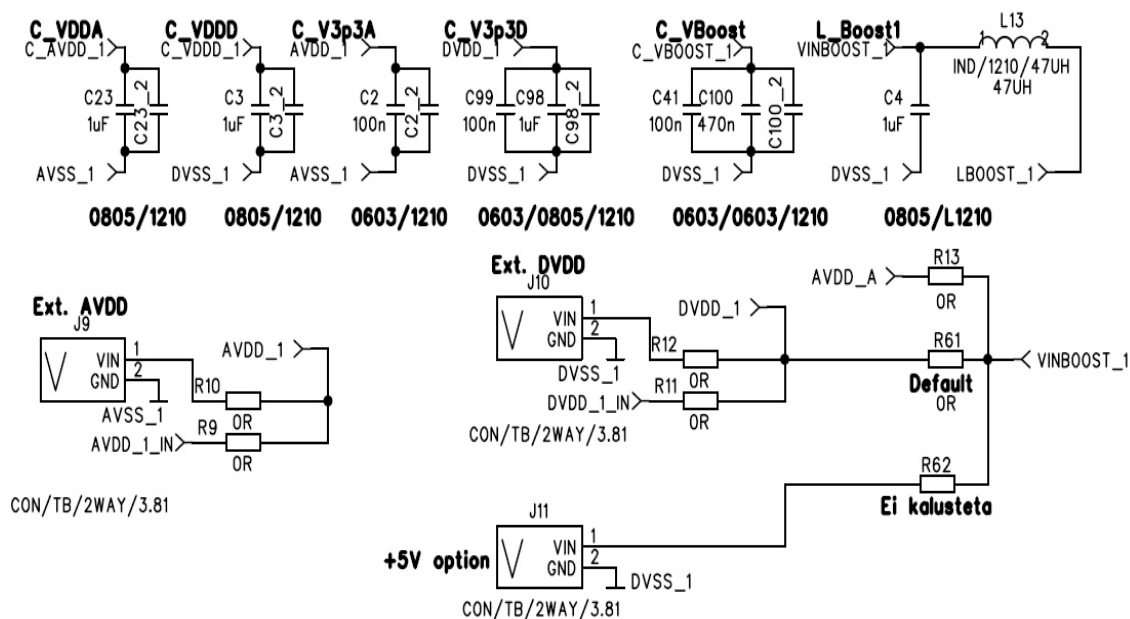 C_VDDA C_VDDD C_V3p3A C_V3p3D C_VBoost L_Boost1 L13
C_AVDD_1 C_VDDD_1 AVDD_1 DVDD_1 C_VBOOST_1 VINBOOST_1 1 2
IND/1210/47UH
47UH
C23 C23_2 C3 C3_2 C2 C2_2 C99 C98 C98_2 C41 C100 C100_2 C4
1uF 1uF 100n 100n 1uF 100n 470n 1uF
AVSS_1 DVSS_1 AVSS_1 DVSS_1 DVSS_1 DVSS_1 LBOOST_1
0805/1210 0805/1210 0603/1210 0603/0805/1210 0603/0603/1210 0805/L1210
Ext. AVDD
J9
VIN 1
GND 2
AVSS_1
AVDD_1
R10
0R
AVDD_1_IN R9
0R
CON/TB/2WAY/3.81
Ext. DVDD
J10
VIN 1
GND 2
DVSS_1
DVDD_1
R12
0R
DVDD_1_IN R11
0R
CON/TB/2WAY/3.81
AVDD_A R13
0R
R61
Default
0R
VINBOOST_1
R62
Ei kalusteta
+5V option
J11
VIN 1
GND 2
DVSS_1
CON/TB/2WAY/3.81